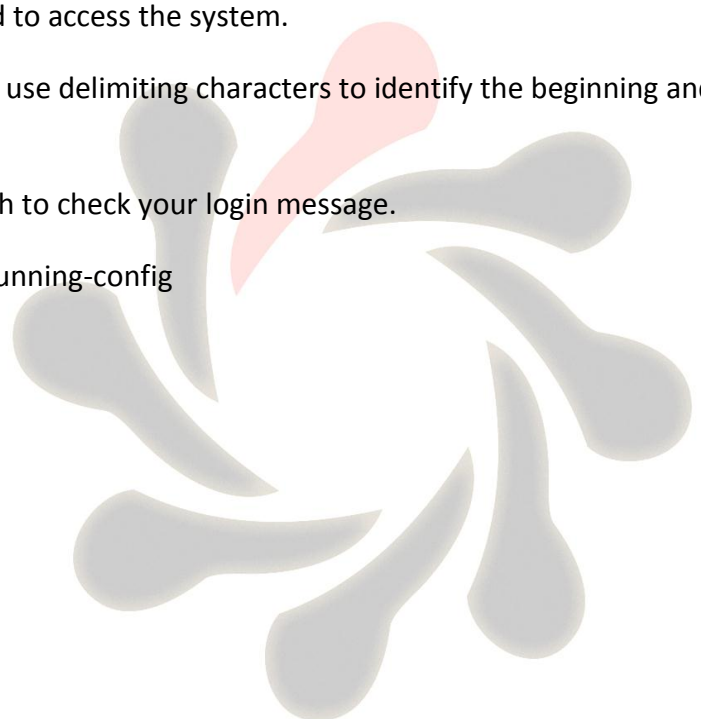 d to access the system.
use delimiting characters to identify the beginning and
h to check your login message.
unning-config